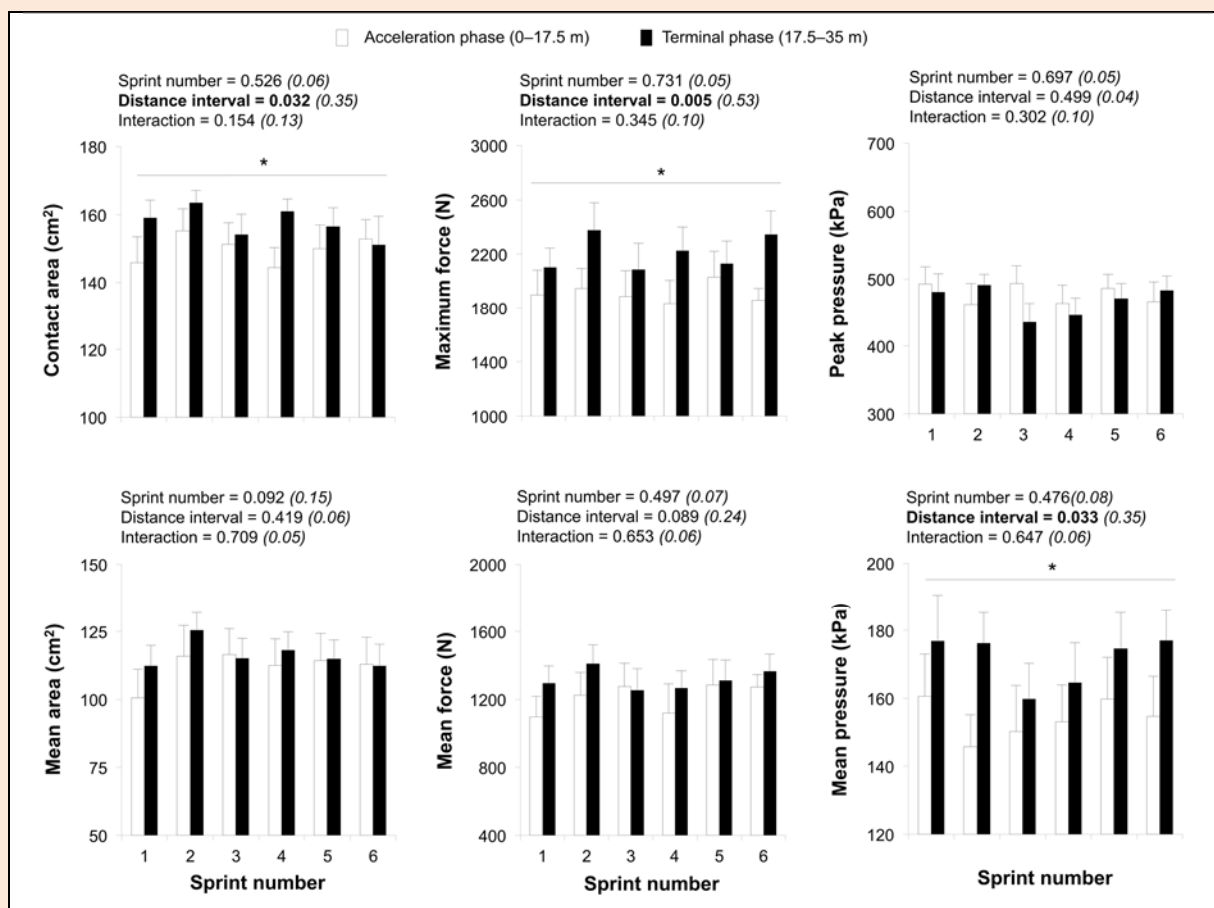 Acceleration phase (0–17.5 m) Terminal phase (17.5–35 m)
Sprint number = 0.526 (0.06)
Distance interval = 0.032 (0.35)
Interaction = 0.154 (0.13)
180
160
140
120
100
Contact area (cm²)
*
Sprint number = 0.731 (0.05)
Distance interval = 0.005 (0.53)
Interaction = 0.345 (0.10)
3000
2600
2200
1800
1400
1000
Maximum force (N)
*
Sprint number = 0.697 (0.05)
Distance interval = 0.499 (0.04)
Interaction = 0.302 (0.10)
700
600
500
400
300
Peak pressure (kPa)
1 2 3 4 5 6
Sprint number = 0.092 (0.15)
Distance interval = 0.419 (0.06)
Interaction = 0.709 (0.05)
150
125
100
75
50
Mean area (cm²)
1 2 3 4 5 6
Sprint number
Sprint number = 0.497 (0.07)
Distance interval = 0.089 (0.24)
Interaction = 0.653 (0.06)
2000
1600
1200
800
400
Mean force (N)
1 2 3 4 5 6
Sprint number
Sprint number = 0.476(0.08)
Distance interval = 0.033 (0.35)
Interaction = 0.647 (0.06)
200
180
160
140
120
Mean pressure (kPa)
*
Sprint number